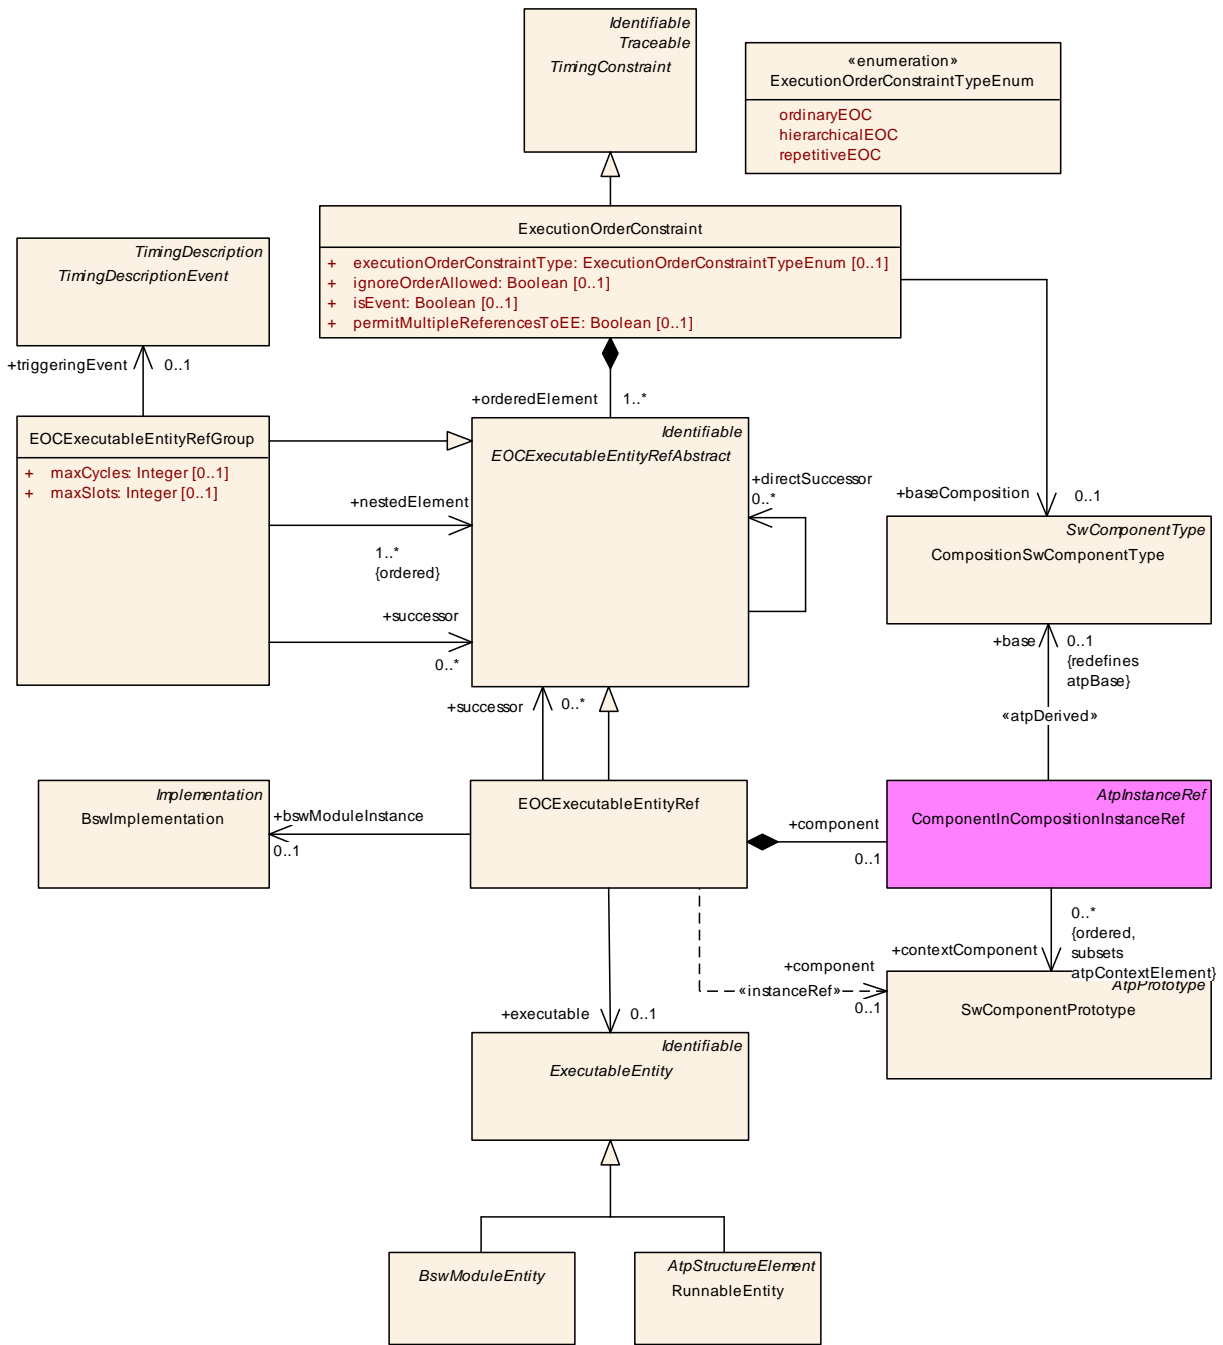 Identifiable
Traceable
TimingConstraint
«enumeration»
ExecutionOrderConstraintTypeEnum
ordinaryEOC
hierarchicalEOC
repetitiveEOC
ExecutionOrderConstraint
+ executionOrderConstraintType: ExecutionOrderConstraintTypeEnum [0..1]
+ ignoreOrderAllowed: Boolean [0..1]
+ isEvent: Boolean [0..1]
+ permitMultipleReferencesToEE: Boolean [0..1]
TimingDescription
TimingDescriptionEvent
+triggeringEvent
0..1
+orderedElement
1..*
EOCExecutableEntityRefGroup
+ maxCycles: Integer [0..1]
+ maxSlots: Integer [0..1]
Identifiable
EOCExecutableEntityRefAbstract
+directSuccessor
0..*
+nestedElement
1..*
{ordered}
+successor
0..*
+baseComposition
0..1
SwComponentType
CompositionSwComponentType
+base
0..1
{redefines
atpBase}
«atpDerived»
+successor
0..*
Implementation
BswImplementation
+bswModuleInstance
0..1
EOCExecutableEntityRef
+component
0..1
AtpInstanceRef
ComponentInCompositionInstanceRef
0..*
{ordered,
subsets
atpContextElement}
+contextComponent
+component
«instanceRef»
0..1
AtpPrototype
SwComponentPrototype
+executable
0..1
Identifiable
ExecutableEntity
BswModuleEntity
AtpStructureElement
RunnableEntity